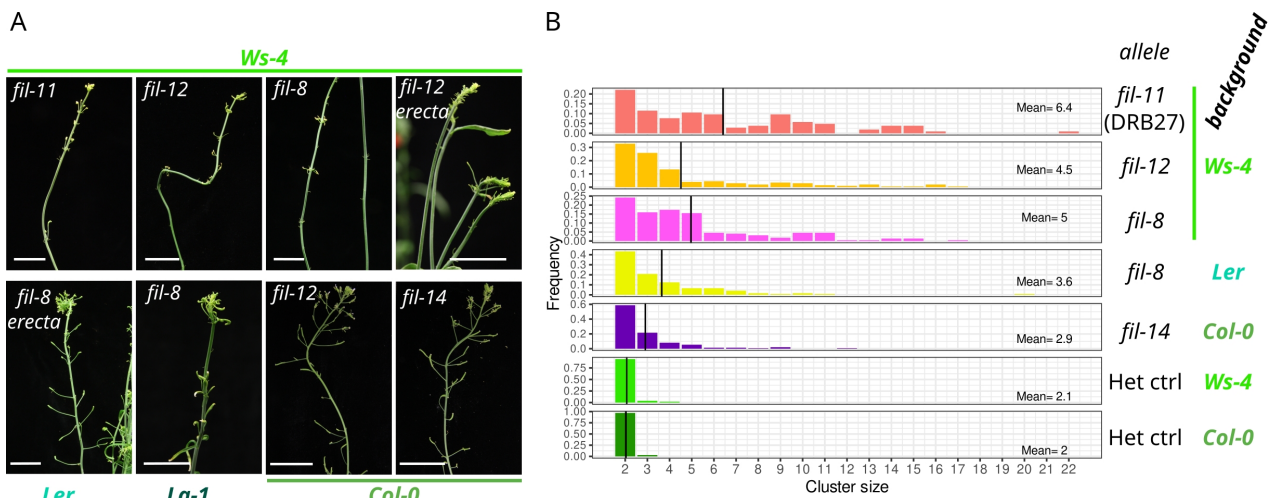 A
Ws-4
fil-11
fil-12
fil-8
fil-12
erecta
fil-8
erecta
fil-8
fil-12
fil-14
Ler
La-1
Col-0
B
allele
background
0.20
0.15
0.10
0.05
0.00
Mean= 6.4
fil-11
(DRB27)
0.3
0.2
0.1
0.0
Mean= 4.5
fil-12
Ws-4
0.25
0.20
0.15
0.10
0.05
0.00
Mean= 5
fil-8
0.4
0.3
0.2
0.1
0.0
Mean= 3.6
fil-8
Ler
0.6
0.4
0.2
0.0
Mean= 2.9
fil-14
Col-0
0.75
0.50
0.25
0.00
Mean= 2.1
Het ctrl
Ws-4
1.00
0.75
0.50
0.25
0.00
Mean= 2
Het ctrl
Col-0
Frequency
2 3 4 5 6 7 8 9 10 11 12 13 14 15 16 17 18 19 20 21 22
Cluster size